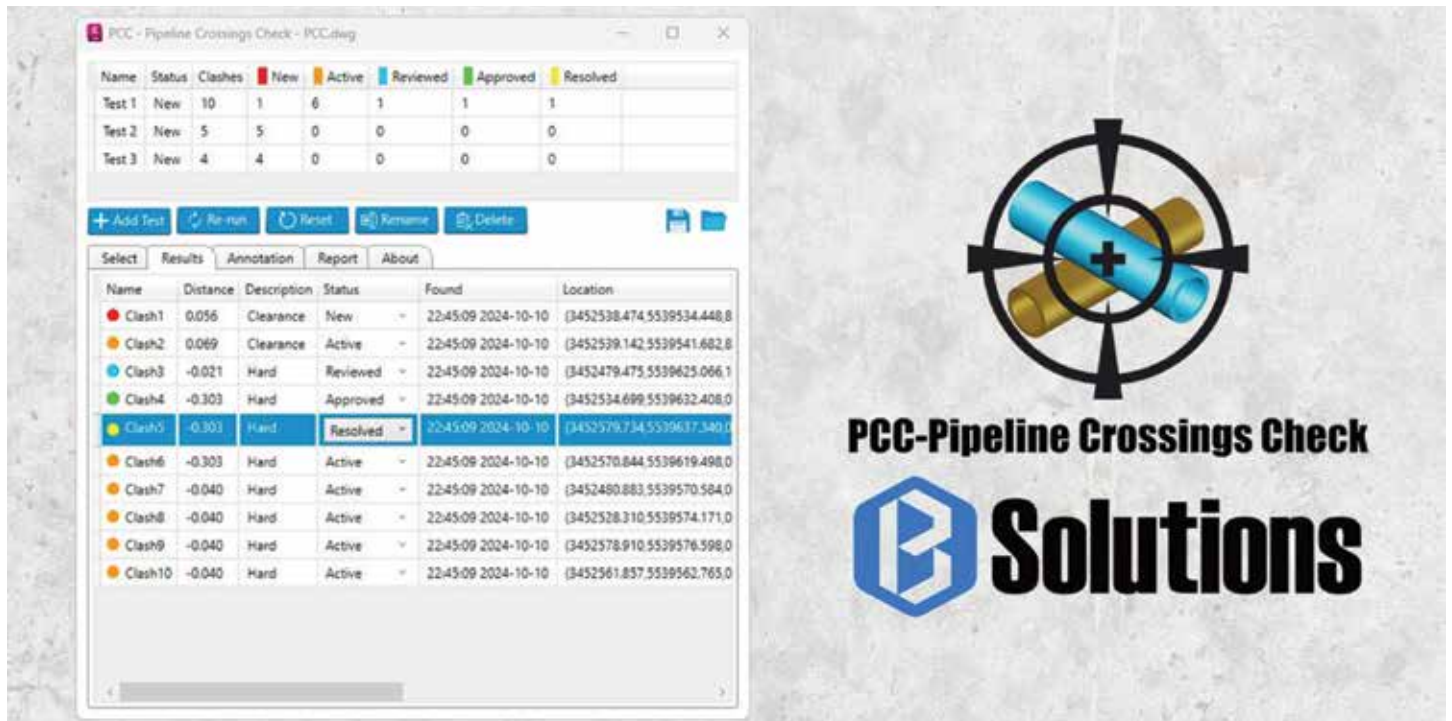 PCC - Pipeline Crossings Check - PCC.dwg
Name Status Clashes New Active Reviewed Approved Resolved
Test 1 New 10 1 6 1 1 1
Test 2 New 5 5 0 0 0 0
Test 3 New 4 4 0 0 0 0
Add Test Re-run Reset Rename Delete
Select Results Annotation Report About
Name Distance Description Status Found Location
Clash1 0.056 Clearance New 22:45:09 2024-10-10 (3452538.474,5539534.448,8
Clash2 0.069 Clearance Active 22:45:09 2024-10-10 (3452539.142,5539541.682,8
Clash3 -0.021 Hard Reviewed 22:45:09 2024-10-10 (3452479.475,5539625.066,1
Clash4 -0.303 Hard Approved 22:45:09 2024-10-10 (3452534.699,5539632.408,0
Clash5 -0.303 Hard Resolved 22:45:09 2024-10-10 (3452579.734,5539637.340,0
Clash6 -0.303 Hard Active 22:45:09 2024-10-10 (3452570.844,5539619.498,0
Clash7 -0.040 Hard Active 22:45:09 2024-10-10 (3452480.883,5539570.584,0
Clash8 -0.040 Hard Active 22:45:09 2024-10-10 (3452528.310,5539574.171,0
Clash9 -0.040 Hard Active 22:45:09 2024-10-10 (3452578.910,5539576.598,0
Clash10 -0.040 Hard Active 22:45:09 2024-10-10 (3452561.857,5539562.765,0
PCC-Pipeline Crossings Check
B Solutions